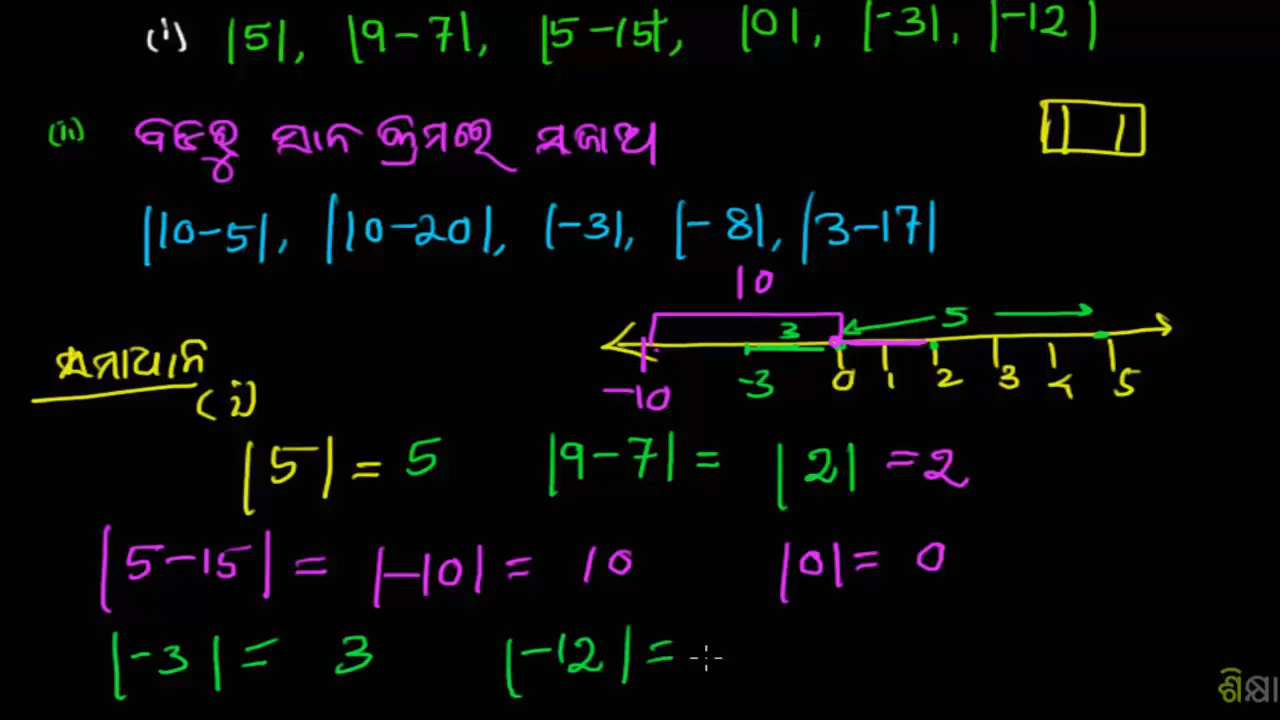 (i) |5|, |9-7|, |5-15|, |0|, |-3|, |-12|
(ii) ବଡରୁ ସାନ କ୍ରମରେ ସଜାଅ
|10-5|, |10-20|, |-3|, |-8|, |3-17|
10
3 5
-10 -3 0 1 2 3 4 5
ସମାଧାନ
(i)
|5| = 5 |9-7| = |2| = 2
|5-15| = |-10| = 10 |0| = 0
|-3| = 3 |-12| =
ଶିକ୍ଷା